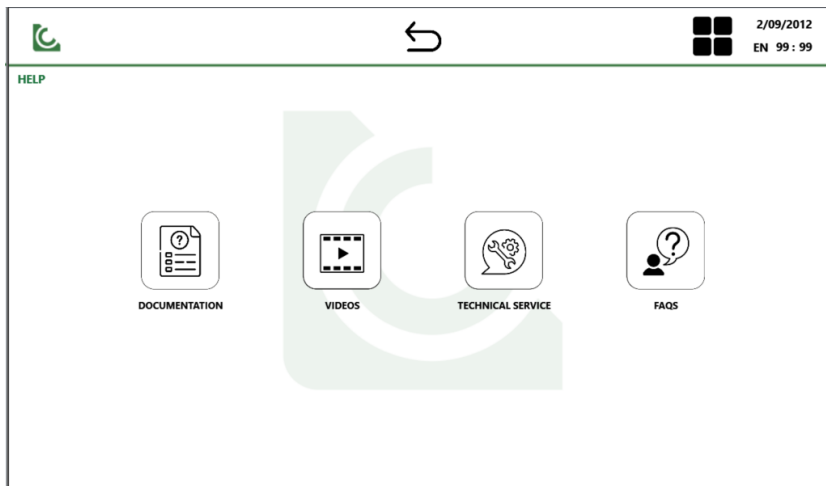 2/09/2012
EN 99 : 99
HELP
DOCUMENTATION
VIDEOS
TECHNICAL SERVICE
FAQS